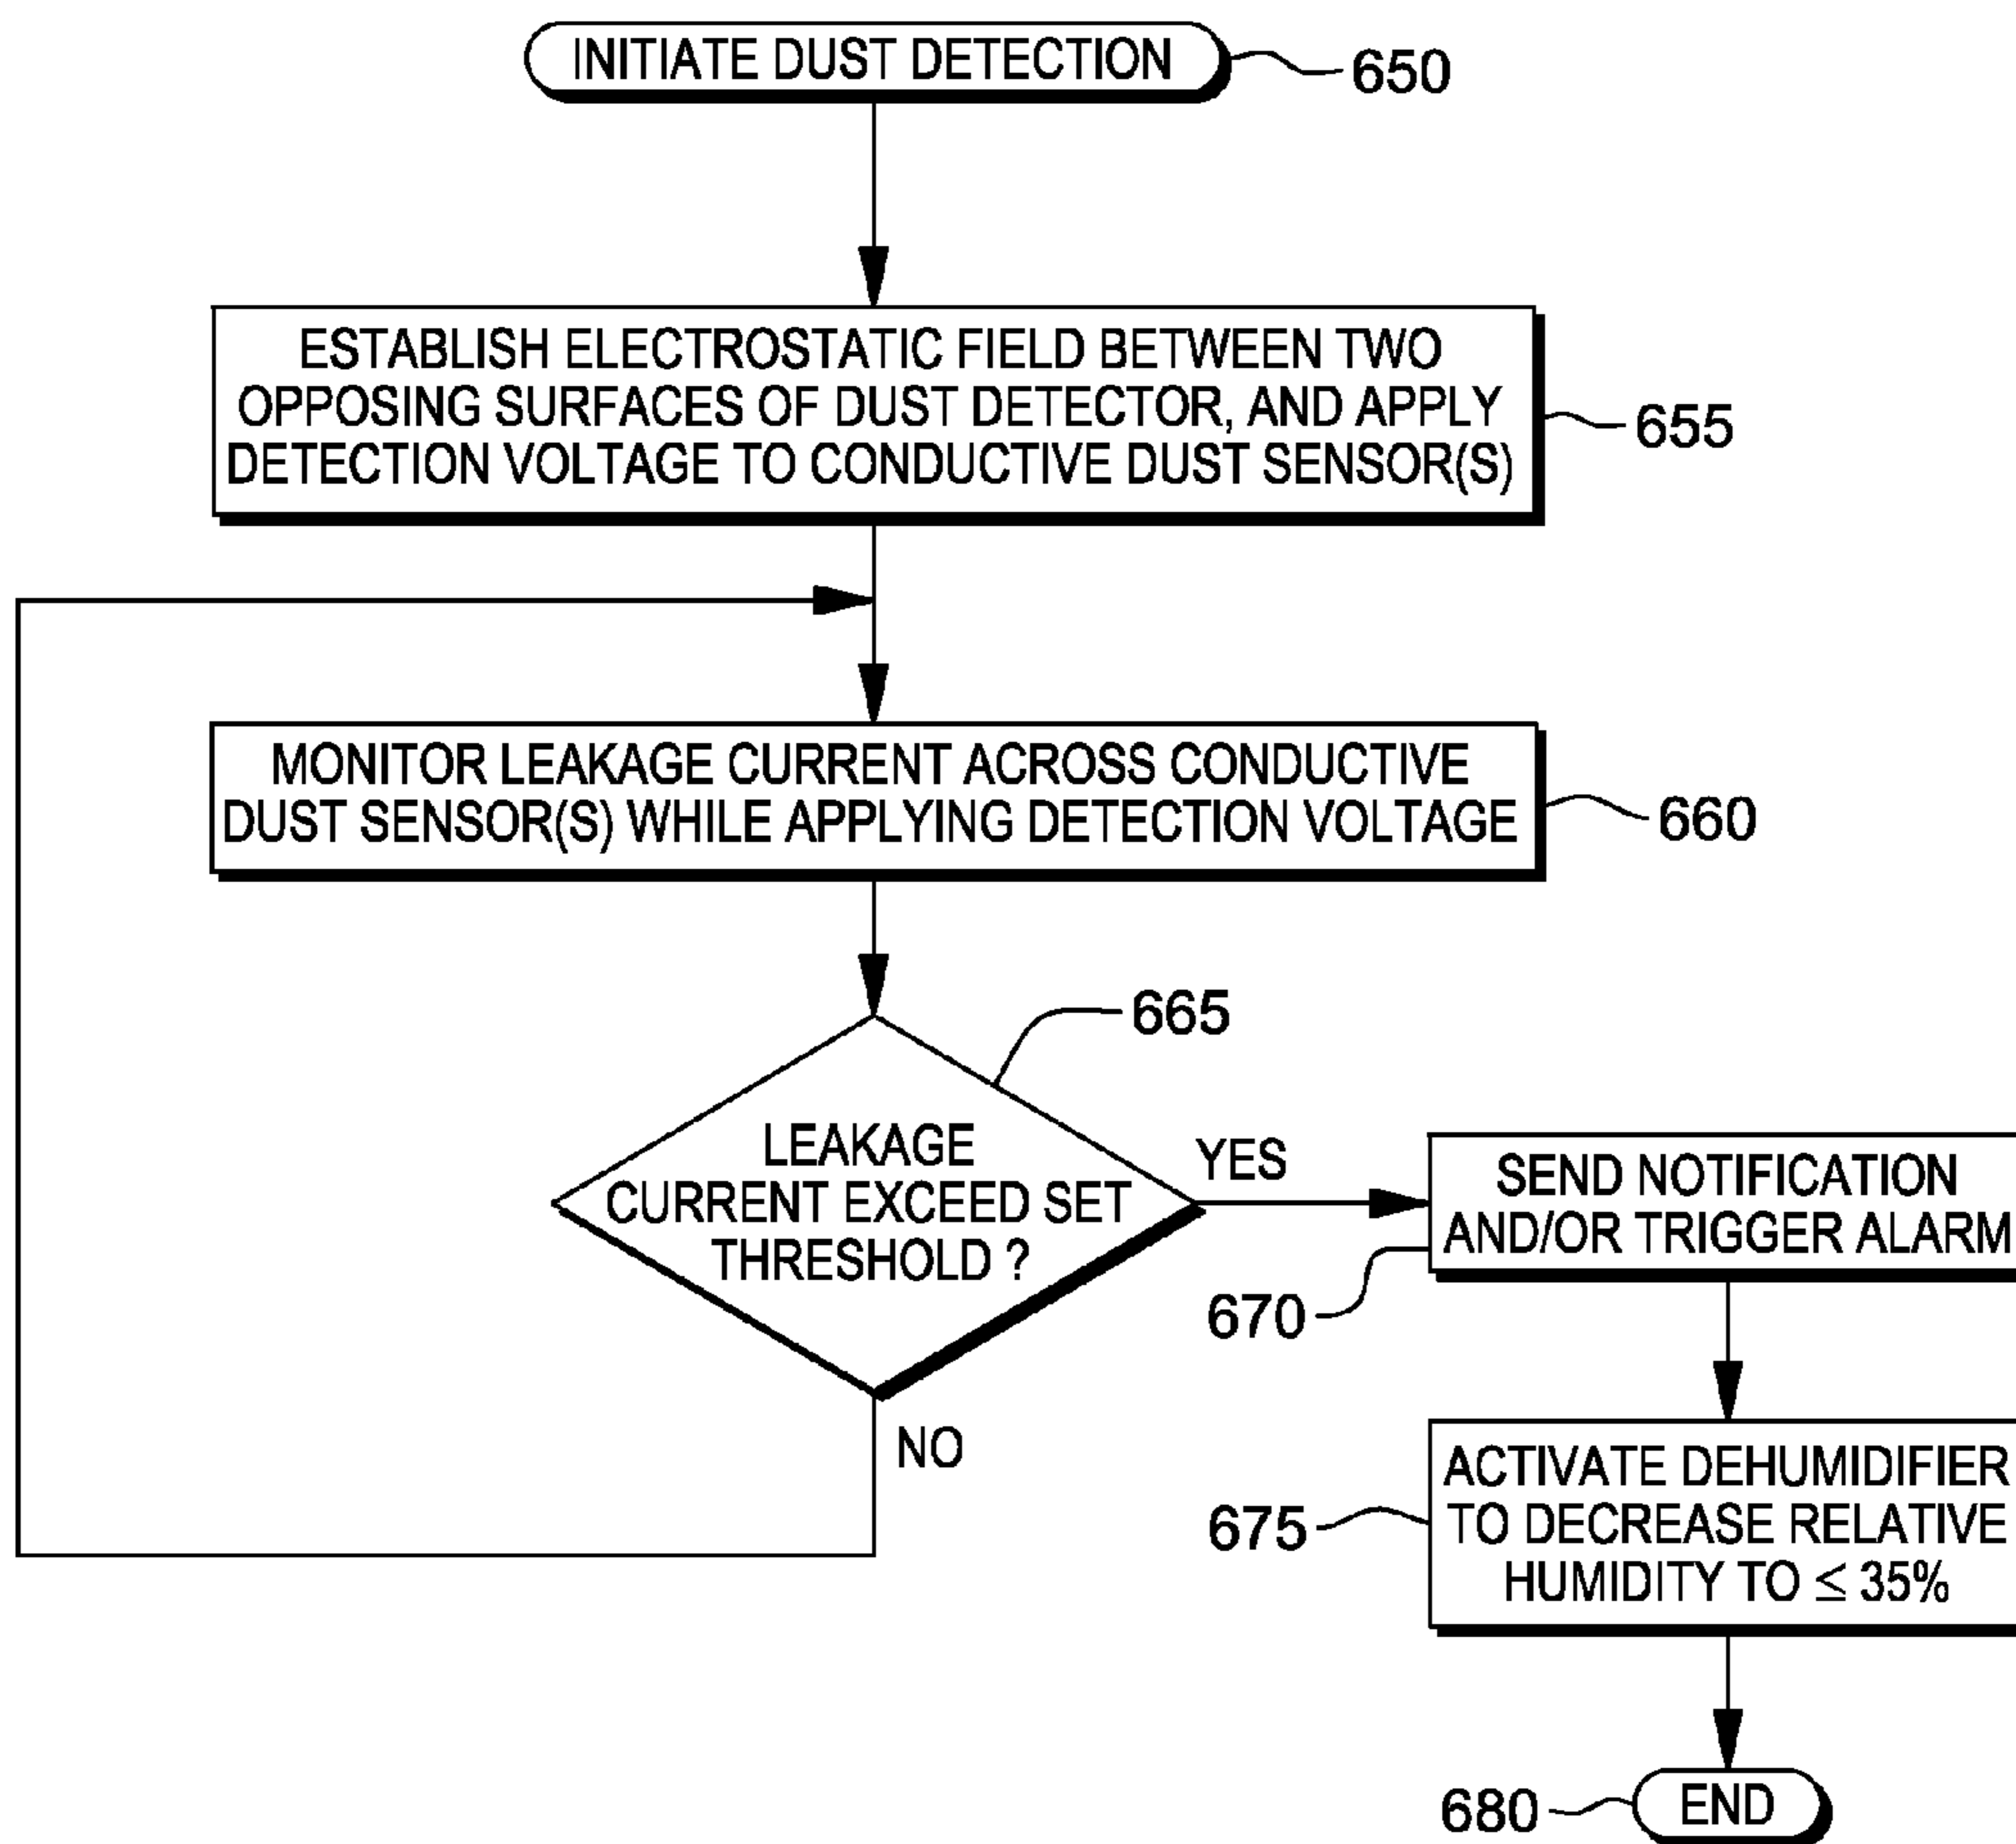 INITIATE DUST DETECTION
650
ESTABLISH ELECTROSTATIC FIELD BETWEEN TWO
OPPOSING SURFACES OF DUST DETECTOR, AND APPLY
DETECTION VOLTAGE TO CONDUCTIVE DUST SENSOR(S)
655
MONITOR LEAKAGE CURRENT ACROSS CONDUCTIVE
DUST SENSOR(S) WHILE APPLYING DETECTION VOLTAGE
660
665
LEAKAGE
CURRENT EXCEED SET
THRESHOLD ?
YES
NO
SEND NOTIFICATION
AND/OR TRIGGER ALARM
670
ACTIVATE DEHUMIDIFIER
TO DECREASE RELATIVE
HUMIDITY TO ≤ 35%
675
END
680